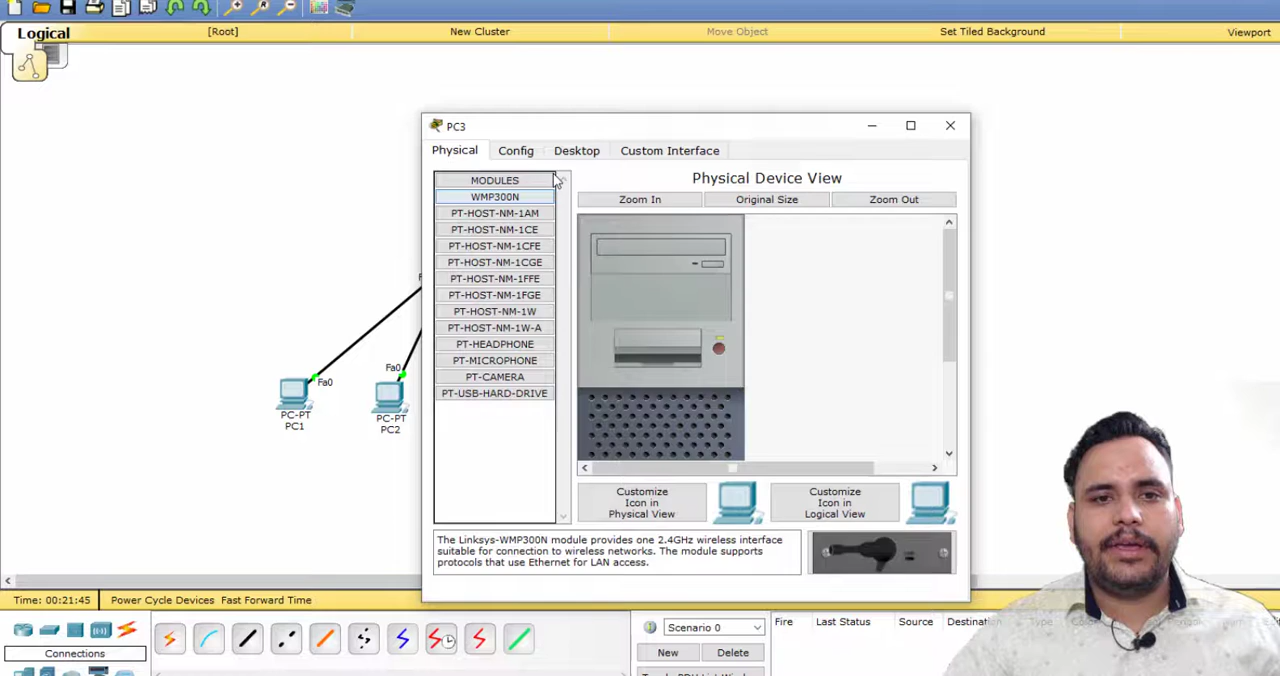 Logical
[Root]
New Cluster
Move Object
Set Tiled Background
Viewport
PC3
Physical
Config
Desktop
Custom Interface
MODULES
WMP300N
PT-HOST-NM-1AM
PT-HOST-NM-1CE
PT-HOST-NM-1CFE
PT-HOST-NM-1CGE
PT-HOST-NM-1FFE
PT-HOST-NM-1FGE
PT-HOST-NM-1W
PT-HOST-NM-1W-A
PT-HEADPHONE
PT-MICROPHONE
PT-CAMERA
PT-USB-HARD-DRIVE
Physical Device View
Zoom In
Original Size
Zoom Out
Customize
Icon in
Physical View
Customize
Icon in
Logical View
The Linksys-WMP300N module provides one 2.4GHz wireless interface
suitable for connection to wireless networks. The module supports
protocols that use Ethernet for LAN access.
Fa0
PC-PT
PC1
Fa0
PC-PT
PC2
Time: 00:21:45
Power Cycle Devices Fast Forward Time
Connections
Scenario 0
New
Delete
Fire
Last Status
Source